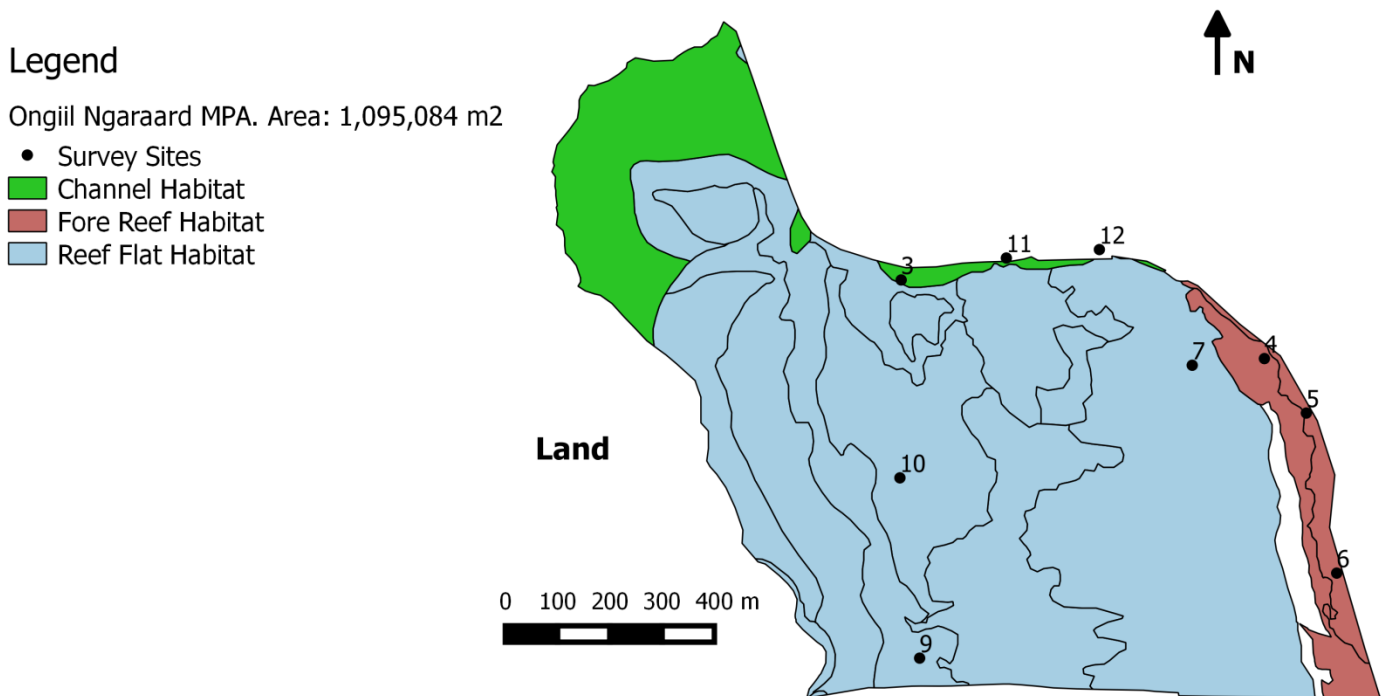 Legend
Ongiil Ngaraard MPA. Area: 1,095,084 m2
Survey Sites
Channel Habitat
Fore Reef Habitat
Reef Flat Habitat
N
12
11
3
4
7
5
Land
10
6
0 100 200 300 400 m
9